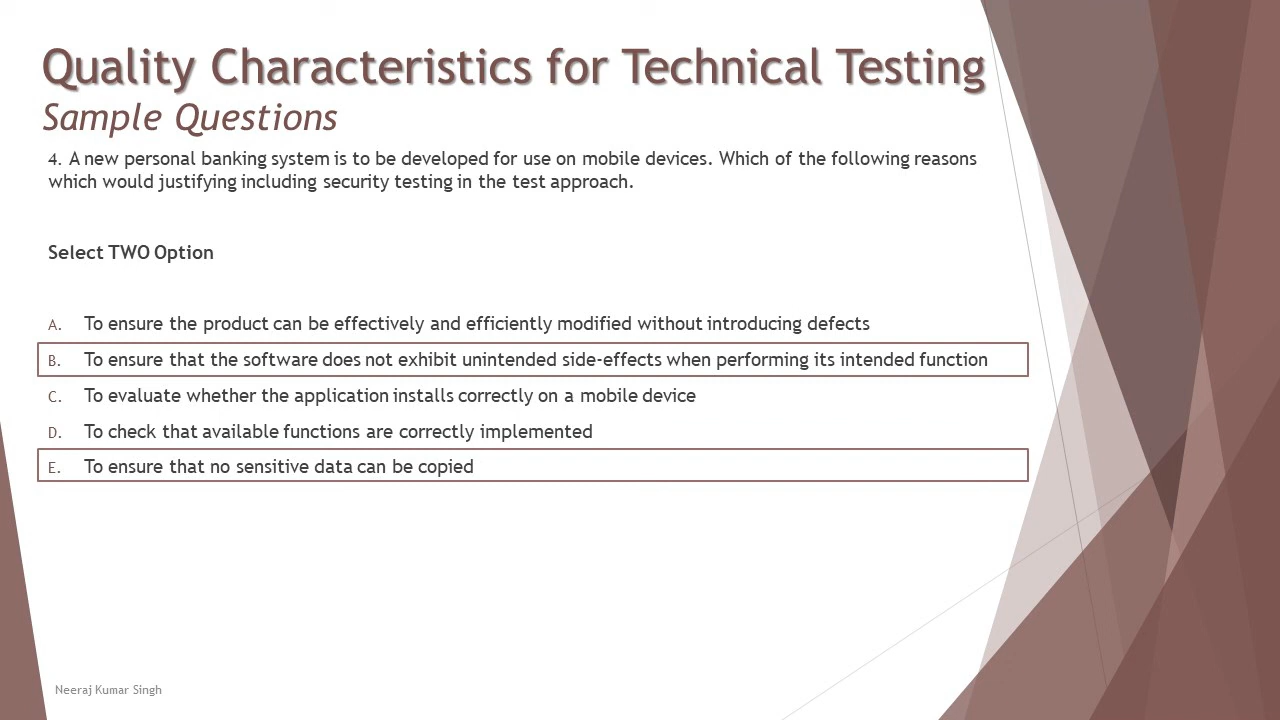 Quality Characteristics for Technical Testing
Sample Questions
4. A new personal banking system is to be developed for use on mobile devices. Which of the following reasons
which would justifying including security testing in the test approach.
Select TWO Option
A. To ensure the product can be effectively and efficiently modified without introducing defects
B. To ensure that the software does not exhibit unintended side-effects when performing its intended function
C. To evaluate whether the application installs correctly on a mobile device
D. To check that available functions are correctly implemented
E. To ensure that no sensitive data can be copied
Neeraj Kumar Singh